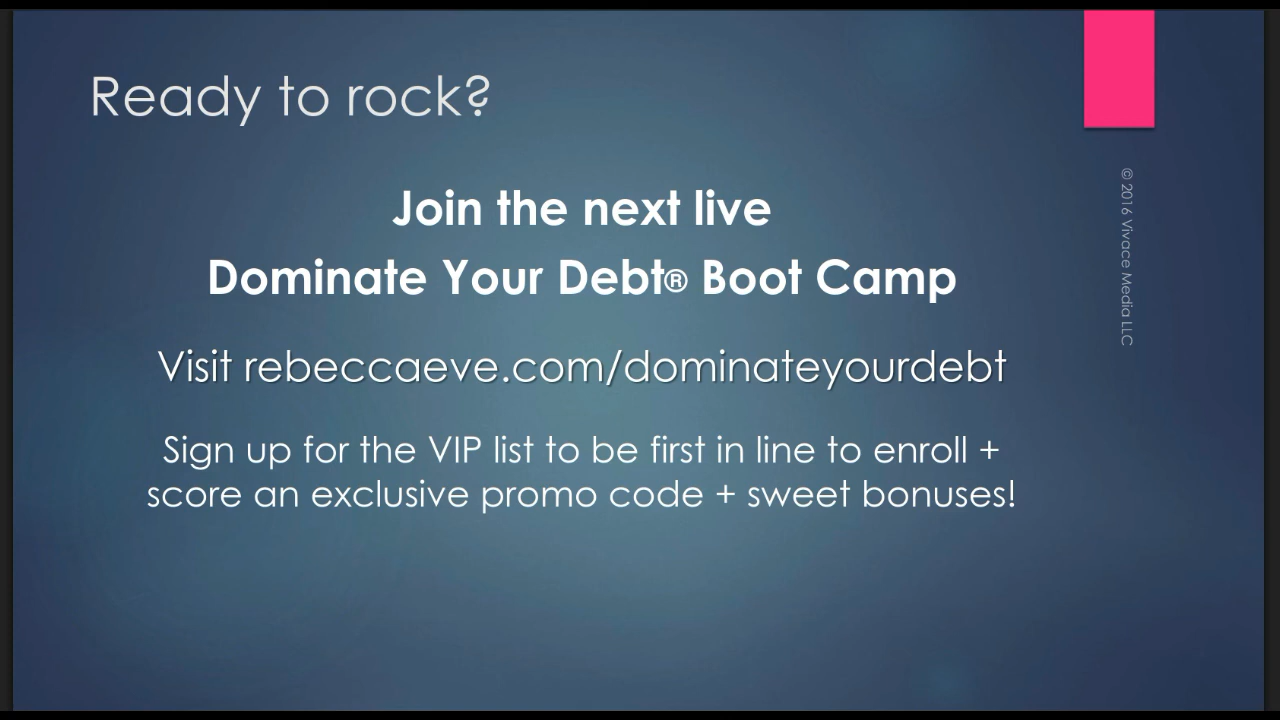 Ready to rock?
Join the next live
Dominate Your Debt® Boot Camp
Visit rebeccaeve.com/dominateyourdebt
Sign up for the VIP list to be first in line to enroll +
score an exclusive promo code + sweet bonuses!
© 2016 Vivace Media LLC